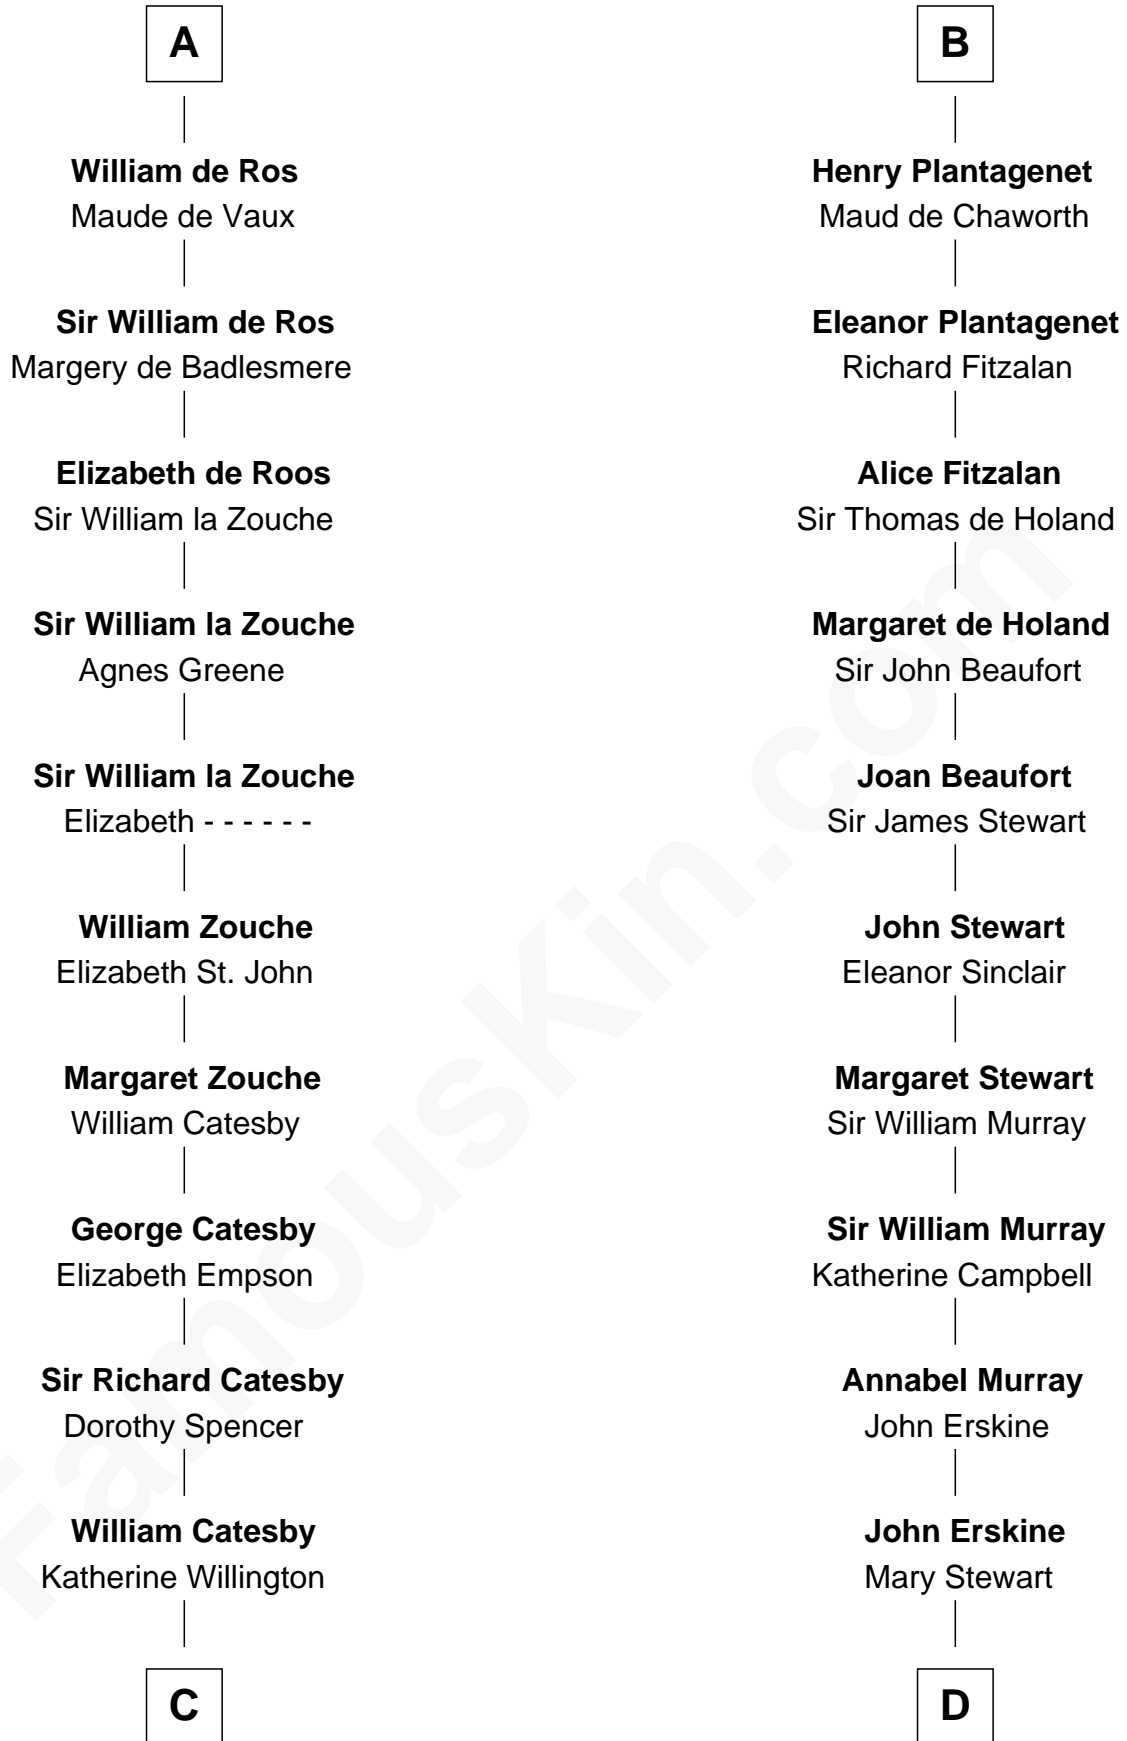 A
William de Ros
Maude de Vaux
Sir William de Ros
Margery de Badlesmere
Elizabeth de Roos
Sir William la Zouche
Sir William la Zouche
Agnes Greene
Sir William la Zouche
Elizabeth - - - - - -
William Zouche
Elizabeth St. John
Margaret Zouche
William Catesby
George Catesby
Elizabeth Empson
Sir Richard Catesby
Dorothy Spencer
William Catesby
Katherine Willington
C
B
Henry Plantagenet
Maud de Chaworth
Eleanor Plantagenet
Richard Fitzalan
Alice Fitzalan
Sir Thomas de Holand
Margaret de Holand
Sir John Beaufort
Joan Beaufort
Sir James Stewart
John Stewart
Eleanor Sinclair
Margaret Stewart
Sir William Murray
Sir William Murray
Katherine Campbell
Annabel Murray
John Erskine
John Erskine
Mary Stewart
D
FamousKin.com